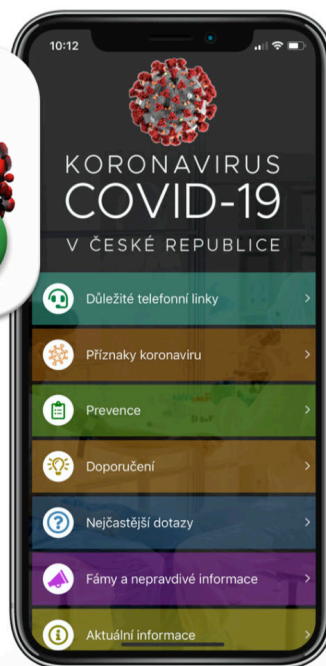 10:12
KORONAVIRUS
COVID-19
V ČESKÉ REPUBLICE
Důležité telefonní linky
Příznaky koronaviru
Prevence
Doporučení
Nejčastější dotazy
Fámy a nepravdivé informace
Aktuální informace